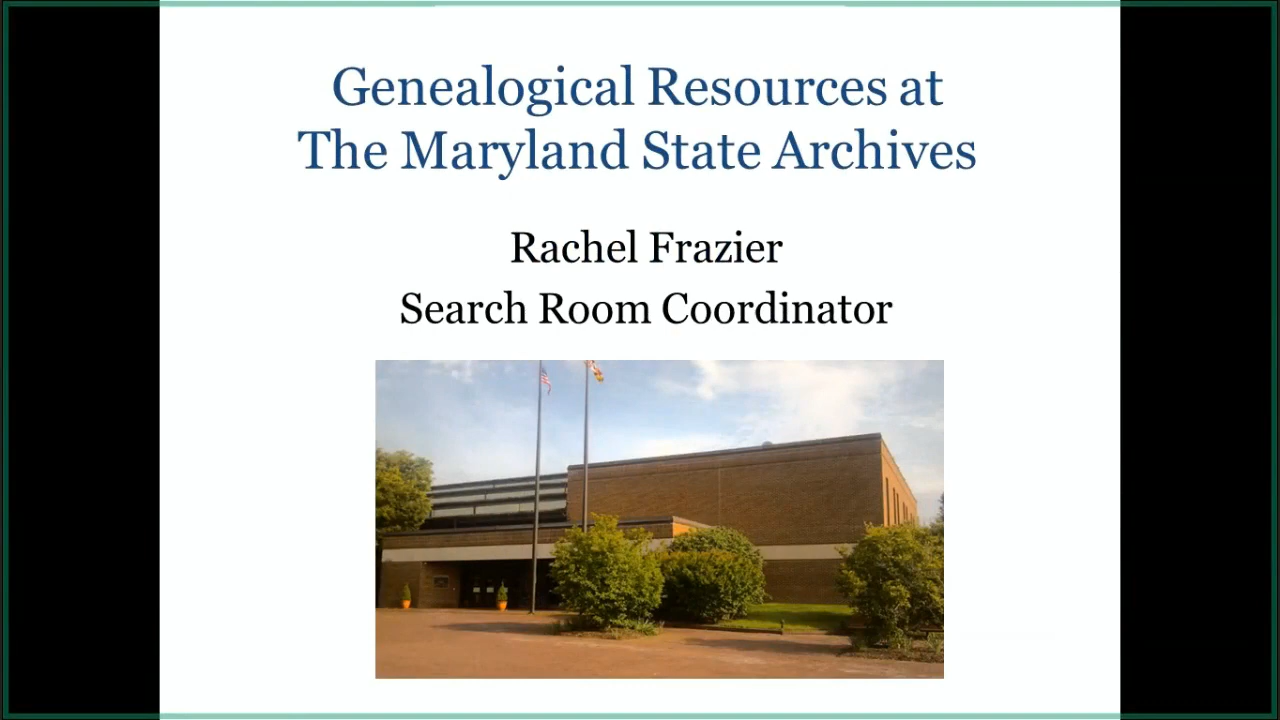 Genealogical Resources at
The Maryland State Archives
Rachel Frazier
Search Room Coordinator